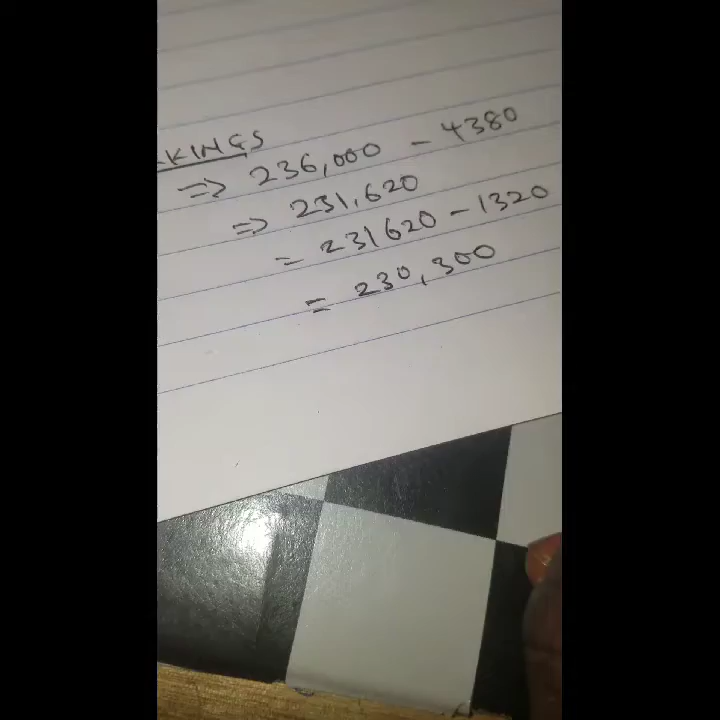 KINGS
=> 236,000 - 4380
=> 231,620
= 231620 - 1320
= 230,300